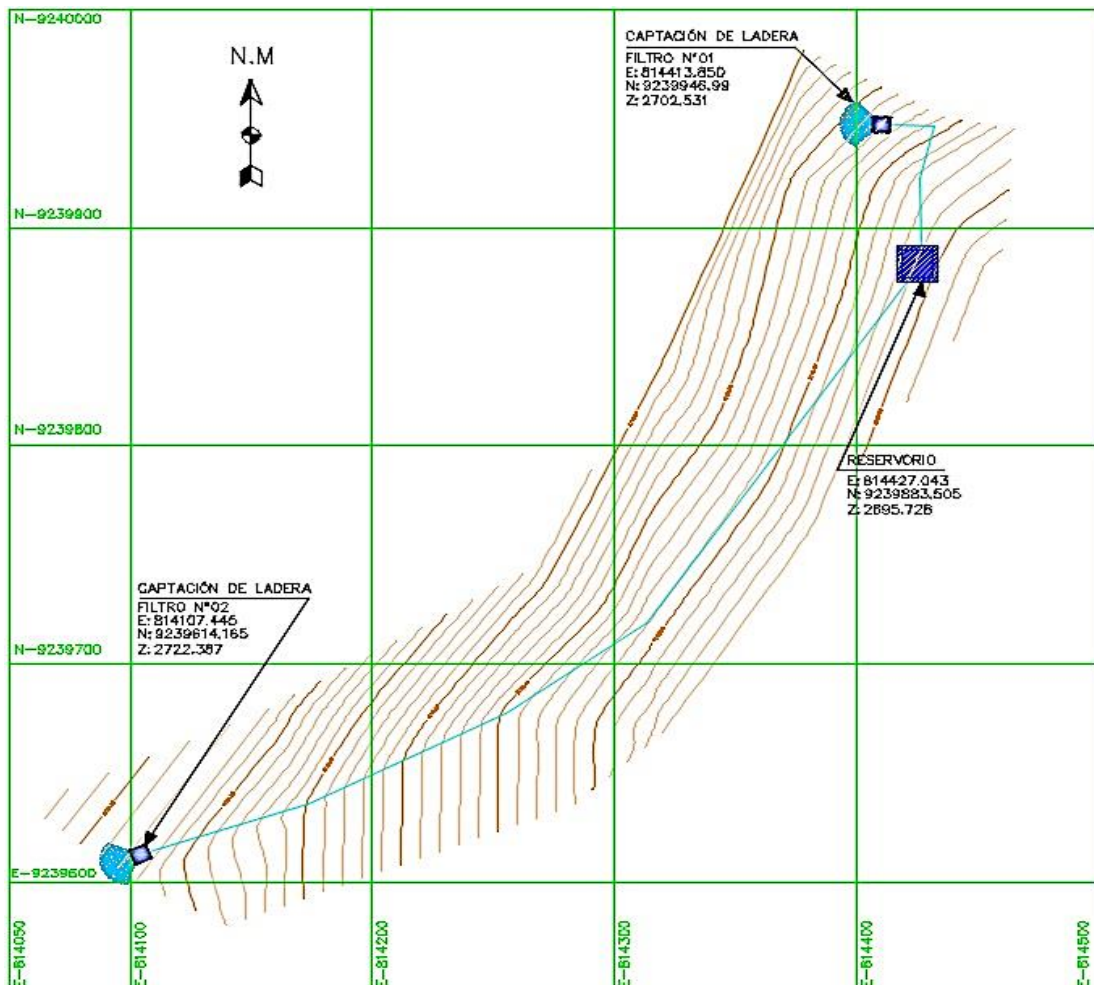 N-9240000
CAPTACIÓN DE LADERA
FILTRO N°01
E: 814413.850
N: 9239946.99
Z: 2702.531
N.M
N-9239900
N-9239800
RESERVORIO
E: 814427.043
N: 9239883.505
Z: 2695.726
CAPTACIÓN DE LADERA
FILTRO N°02
E: 814107.445
N: 9239614.165
Z: 2722.387
N-9239700
E-9239600
E-814050
E-814100
E-814200
E-814300
E-814400
E-814500